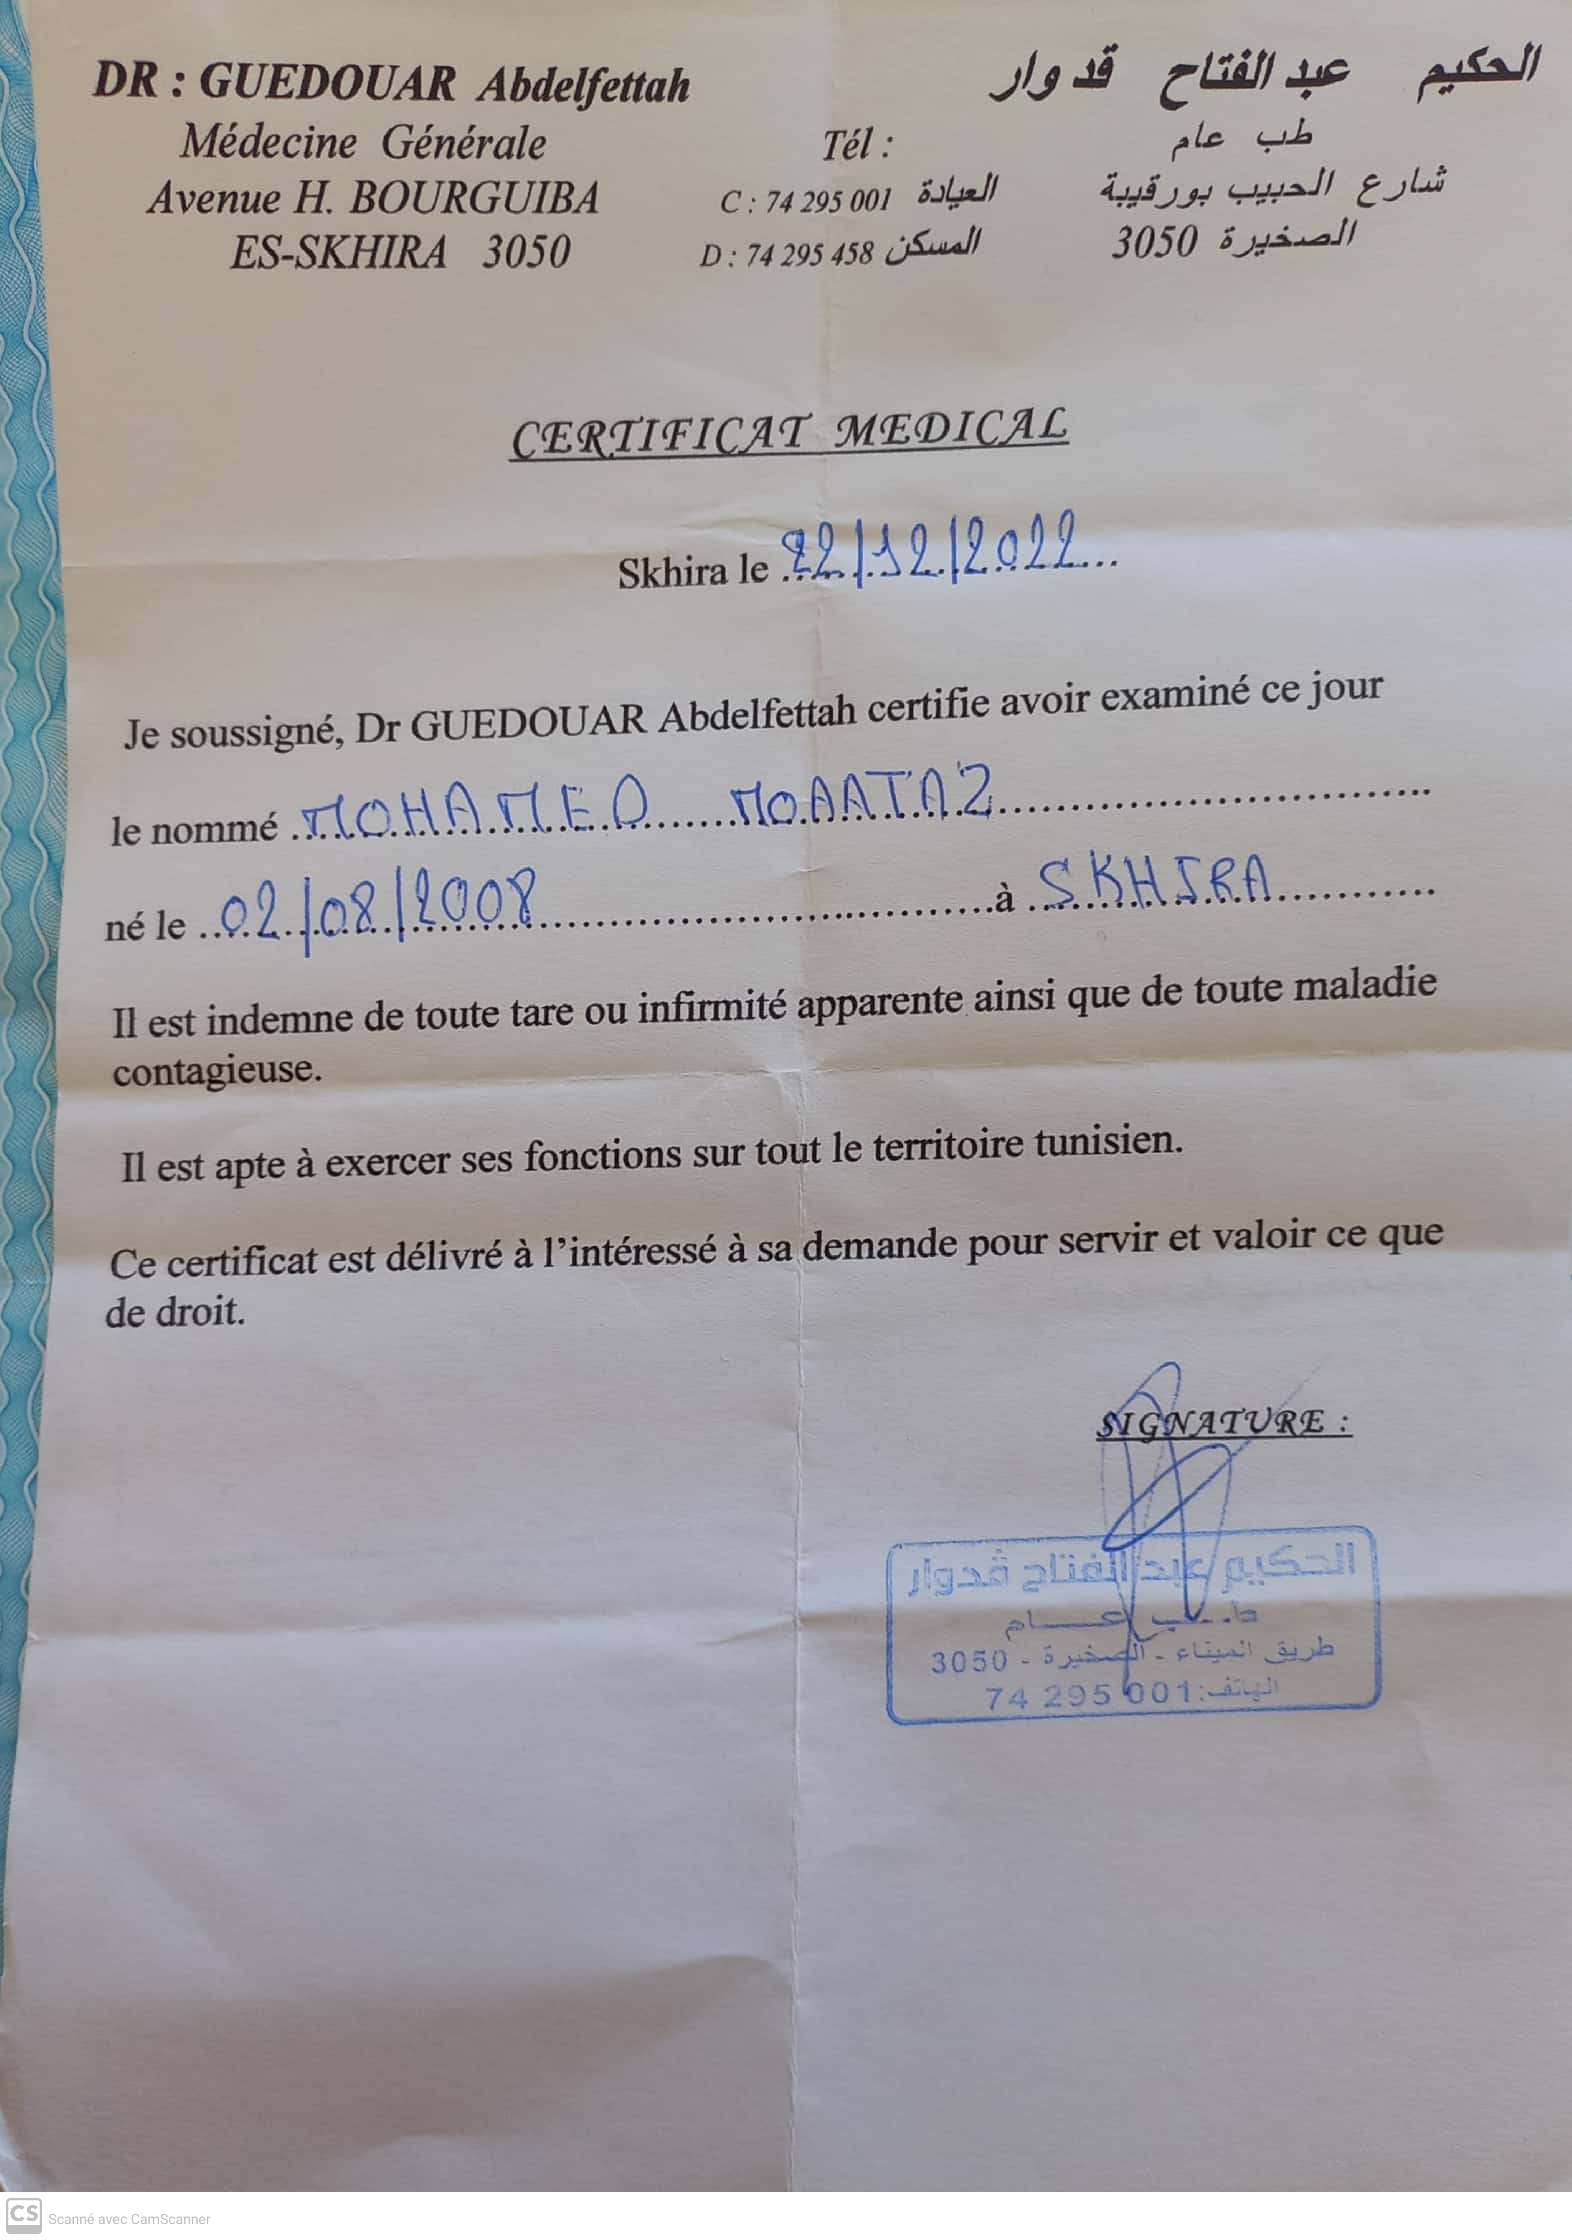 DR : GUEDOUAR Abdelfettah
Médecine Générale
Avenue H. BOURGUIBA
ES-SKHIRA 3050
Tél :
C : 74 295 001 العيادة
D : 74 295 458 المسكن
الحكيم عبد الفتاح قدوار
طب عام
شارع الحبيب بورقيبة
الصخيرة 3050
CERTIFICAT MEDICAL
Skhira le 22/12/2022
Je soussigné, Dr GUEDOUAR Abdelfettah certifie avoir examiné ce jour
le nommé MOHAMED MOAATAZ
né le 02/08/2008 à SKHIRA
Il est indemne de toute tare ou infirmité apparente ainsi que de toute maladie
contagieuse.
Il est apte à exercer ses fonctions sur tout le territoire tunisien.
Ce certificat est délivré à l'intéressé à sa demande pour servir et valoir ce que
de droit.
SIGNATURE :
الحكيم عبد الفتاح ڨدوار
طب عام
طريق الميناء - الصخيرة - 3050
الهاتف: 74 295 001
CS Scanné avec CamScanner